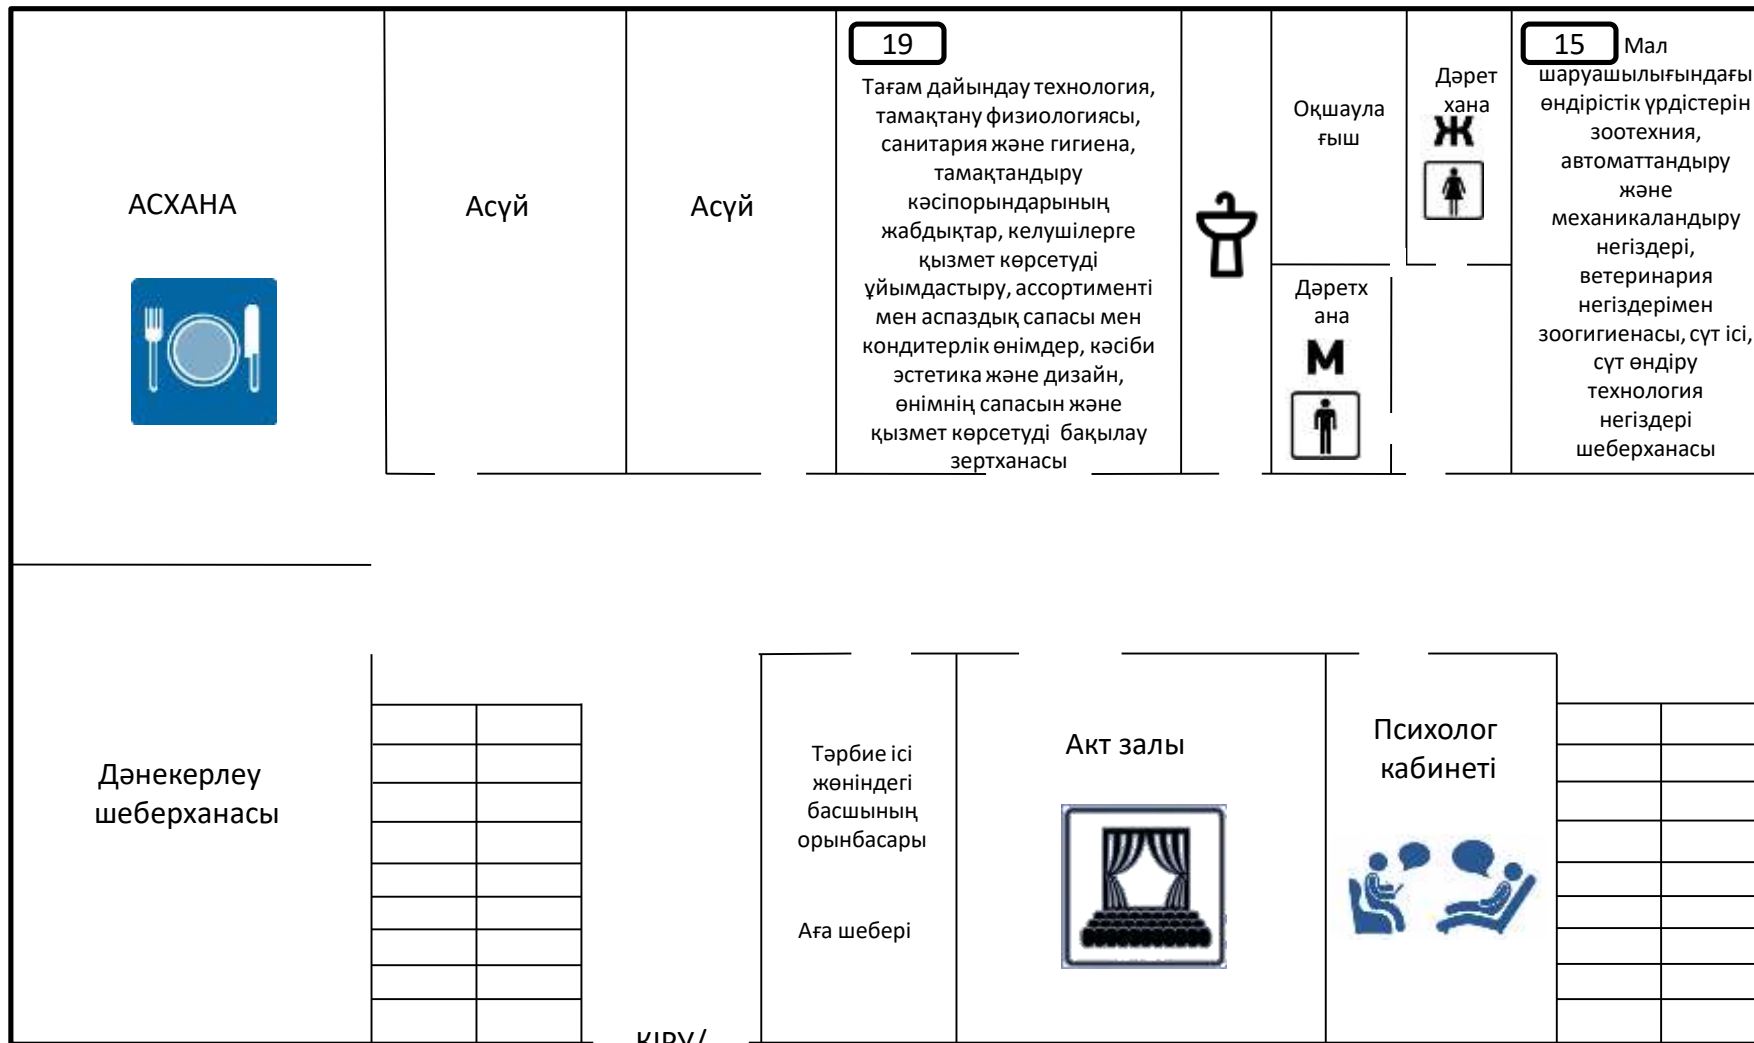 АСХАНА
Асүй
Асүй
19
Тағам дайындау технология,
тамақтану физиологиясы,
санитария және гигиена,
тамақтандыру
кәсіпорындарының
жабдықтар, келушілерге
қызмет көрсетуді
ұйымдастыру, ассортименті
мен аспаздық сапасы мен
кондитерлік өнімдер, кәсіби
эстетика және дизайн,
өнімнің сапасын және
қызмет көрсетуді бақылау
зертханасы
Оқшаула
ғыш
Дәрет
хана
Ж
Дәретх
ана
М
15 Мал
шаруашылығындағы
өндірістік үрдістерін
зоотехния,
автоматтандыру
және
механикаландыру
негіздері,
ветеринария
негіздерімен
зоогигиенасы, сүт ісі,
сүт өндіру
технология
негіздері
шеберханасы
Дәнекерлеу
шеберханасы
КІРУ/
Тәрбие ісі
жөніндегі
басшының
орынбасары
Аға шебері
Акт залы
Психолог
кабинеті